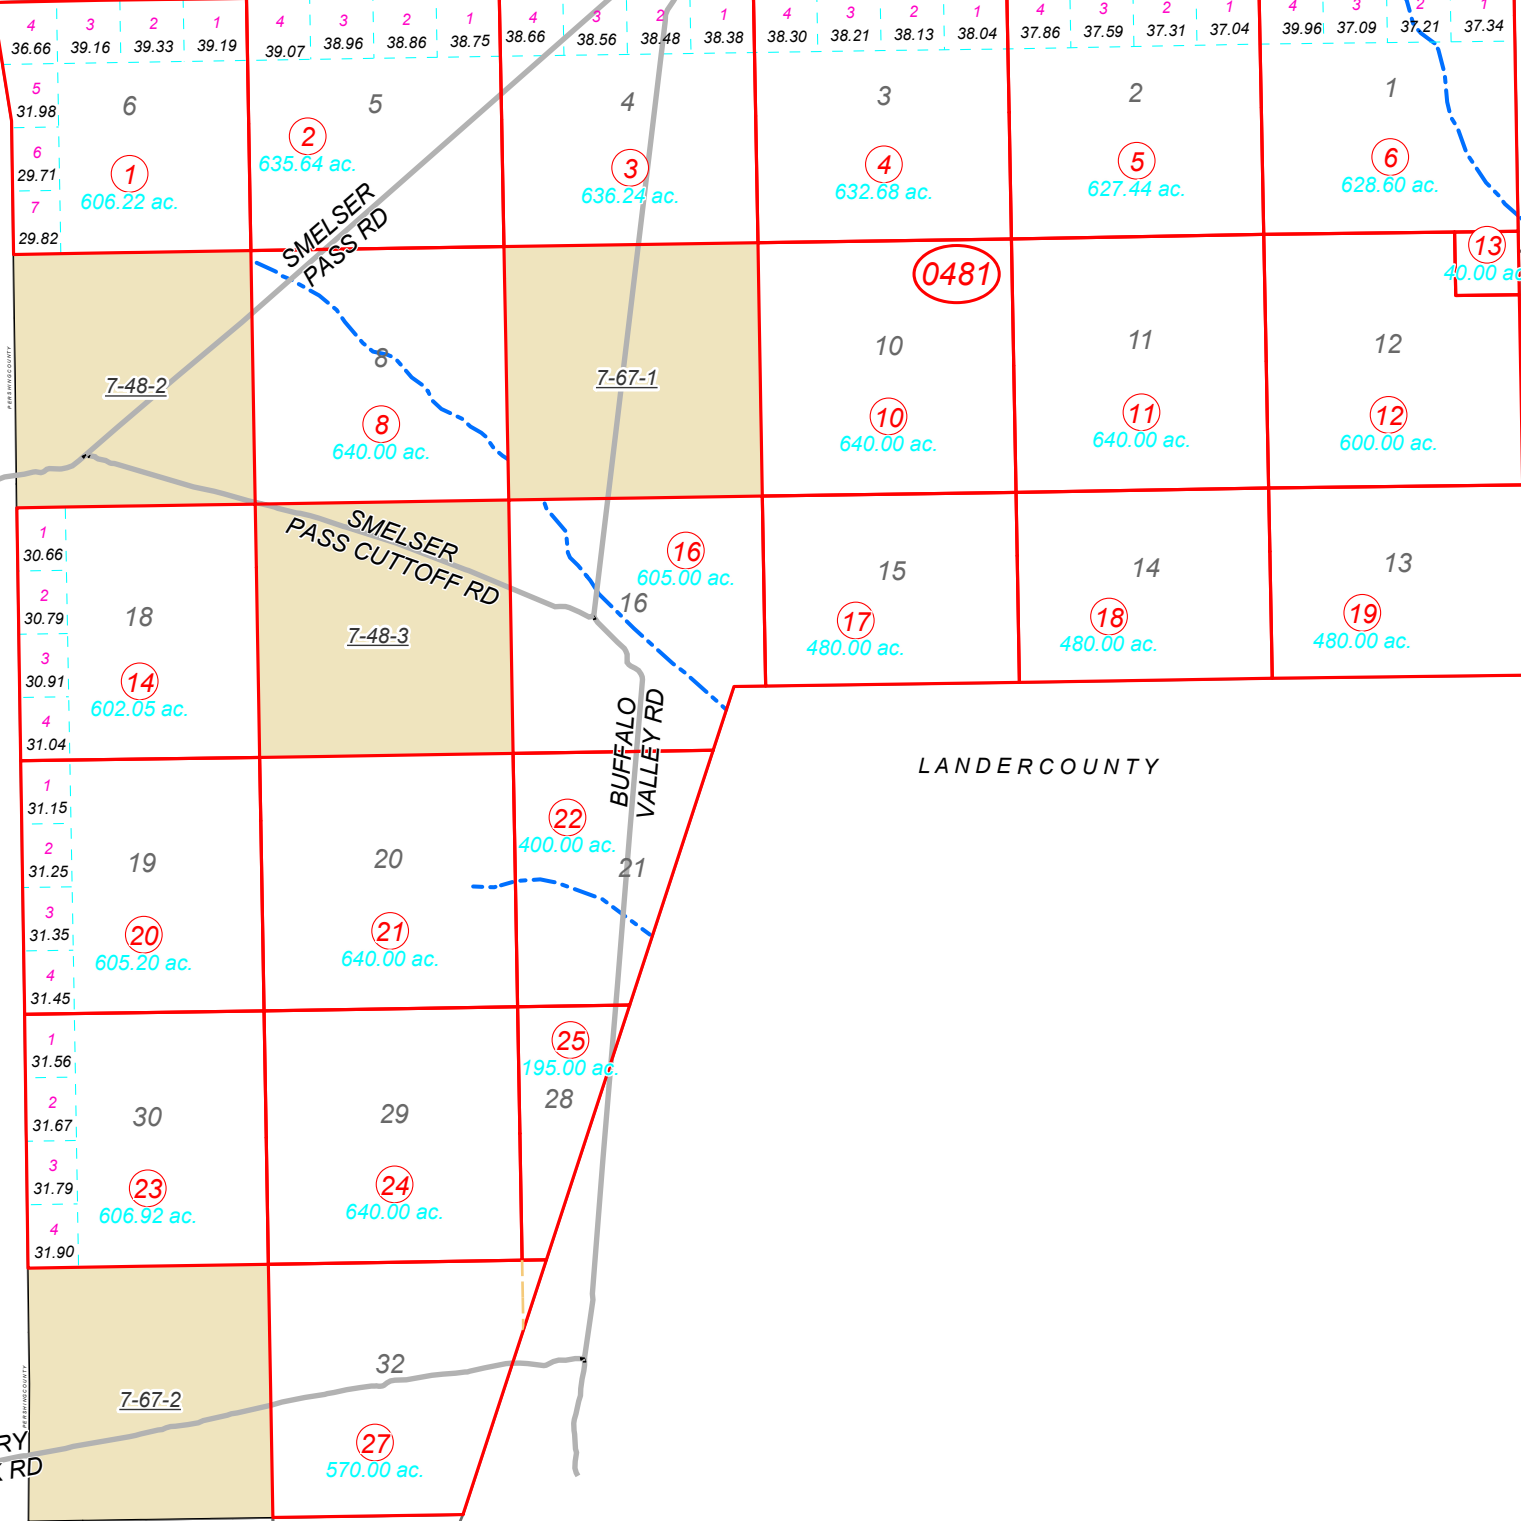 4 3 2 1 4 3 2 1 4 3 2 1 4 3 2 1 4 3 2 1 4 3 2 1
36.66 39.16 39.33 39.19 39.07 38.96 38.86 38.75 38.66 38.56 38.48 38.38 38.30 38.21 38.13 38.04 37.86 37.59 37.31 37.04 39.96 37.09 37.21 37.34
5
31.98
6 5 4 3 2 1
6
29.71
1 2 3 4 5 6
606.22 ac. 635.64 ac. 636.24 ac. 632.68 ac. 627.44 ac. 628.60 ac.
7
29.82
SMELSER
PASS RD
0481
13
40.00 ac
PERSHINGCOUNTY
7-48-2
8
7-67-1
10 11 12
8 10 11 12
640.00 ac. 640.00 ac. 640.00 ac. 600.00 ac.
SMELSER
PASS CUTTOFF RD
1
30.66
2
30.79
3
30.91
4
31.04
18
14
602.05 ac.
7-48-3
16
605.00 ac.
16
15 14 13
17 18 19
480.00 ac. 480.00 ac. 480.00 ac.
BUFFALO
VALLEY RD
LANDERCOUNTY
1
31.15
2
31.25
3
31.35
4
31.45
19
20
605.20 ac.
20
21
640.00 ac.
22
400.00 ac.
21
1
31.56
2
31.67
3
31.79
4
31.90
30
23
606.92 ac.
29
24
640.00 ac.
25
195.00 ac.
28
PERSHINGCOUNTY
7-67-2
32
27
570.00 ac.
RY
RD